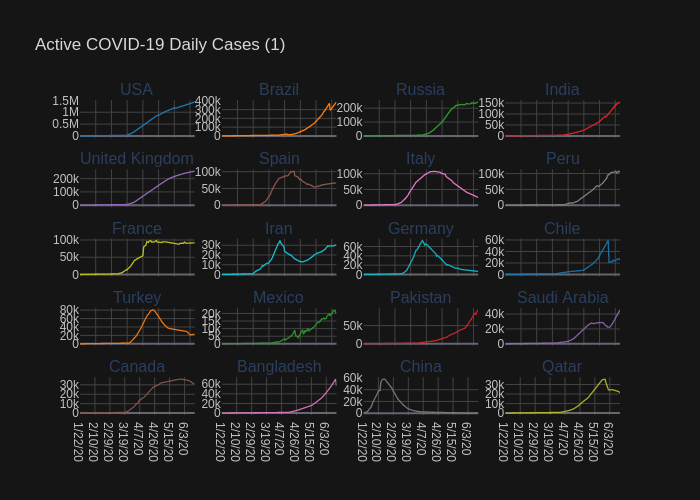 Active COVID-19 Daily Cases (1)
USA
Brazil
Russia
India
1.5M
1M
0.5M
0
400k
300k
200k
100k
0
200k
100k
0
150k
100k
50k
0
United Kingdom
Spain
Italy
Peru
200k
100k
0
100k
50k
0
100k
50k
0
100k
50k
0
France
Iran
Germany
Chile
100k
50k
0
30k
20k
10k
0
60k
40k
20k
0
60k
40k
20k
0
Turkey
Mexico
Pakistan
Saudi Arabia
80k
60k
40k
20k
0
20k
15k
10k
5k
0
50k
0
40k
20k
0
Canada
Bangladesh
China
Qatar
30k
20k
10k
0
60k
40k
20k
0
60k
40k
20k
0
30k
20k
10k
0
1/22/20
2/10/20
2/29/20
3/19/20
4/7/20
4/26/20
5/15/20
6/3/20
1/22/20
2/10/20
2/29/20
3/19/20
4/7/20
4/26/20
5/15/20
6/3/20
1/22/20
2/10/20
2/29/20
3/19/20
4/7/20
4/26/20
5/15/20
6/3/20
1/22/20
2/10/20
2/29/20
3/19/20
4/7/20
4/26/20
5/15/20
6/3/20